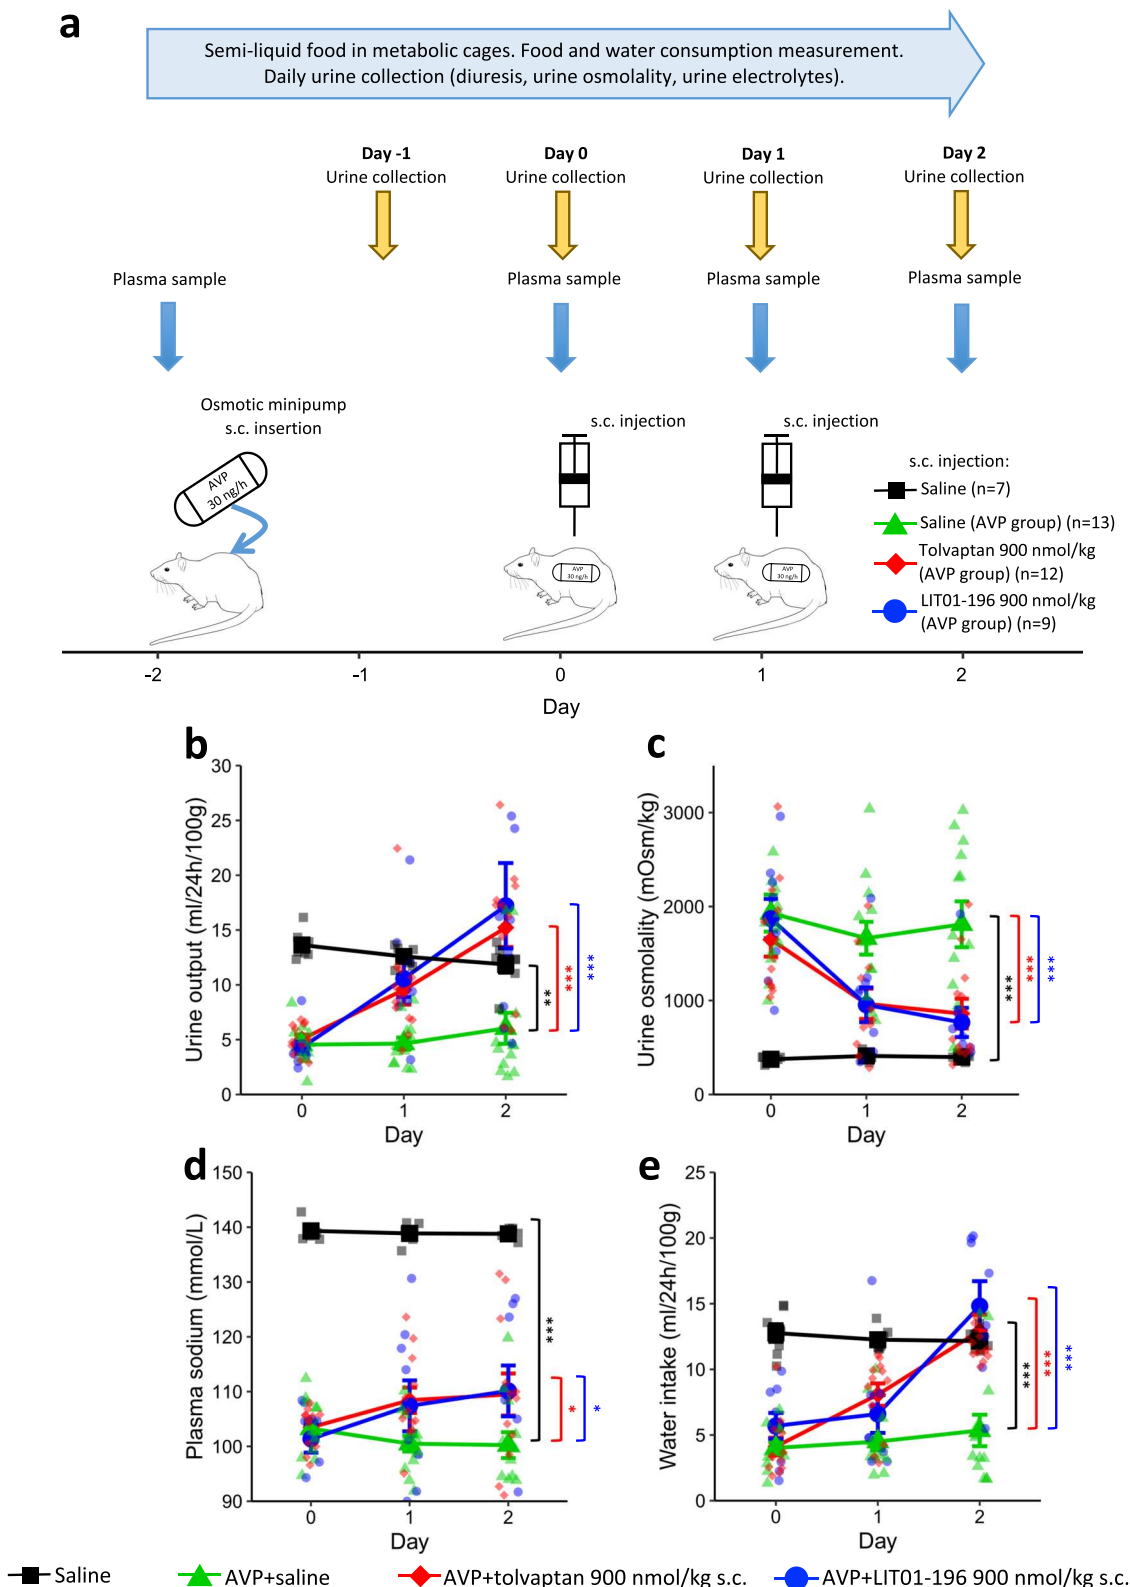 a
Semi-liquid food in metabolic cages. Food and water consumption measurement.
Daily urine collection (diuresis, urine osmolality, urine electrolytes).
Day -1
Urine collection
Day 0
Urine collection
Day 1
Urine collection
Day 2
Urine collection
Plasma sample
Plasma sample
Plasma sample
Plasma sample
Osmotic minipump
s.c. insertion
AVP
30 ng/h
s.c. injection
AVP
30 ng/h
s.c. injection
AVP
30 ng/h
s.c. injection:
Saline (n=7)
Saline (AVP group) (n=13)
Tolvaptan 900 nmol/kg
(AVP group) (n=12)
LIT01-196 900 nmol/kg
(AVP group) (n=9)
-2 -1 0 1 2
Day
b
Urine output (ml/24h/100g)
30
25
20
15
10
5
0
0 1 2
Day
**
***
***
c
Urine osmolality (mOsm/kg)
3000
2000
1000
0
0 1 2
Day
***
***
***
d
Plasma sodium (mmol/L)
150
140
130
120
110
100
90
0 1 2
Day
***
*
*
e
Water intake (ml/24h/100g)
25
20
15
10
5
0
0 1 2
Day
***
***
***
Saline AVP+saline AVP+tolvaptan 900 nmol/kg s.c. AVP+LIT01-196 900 nmol/kg s.c.